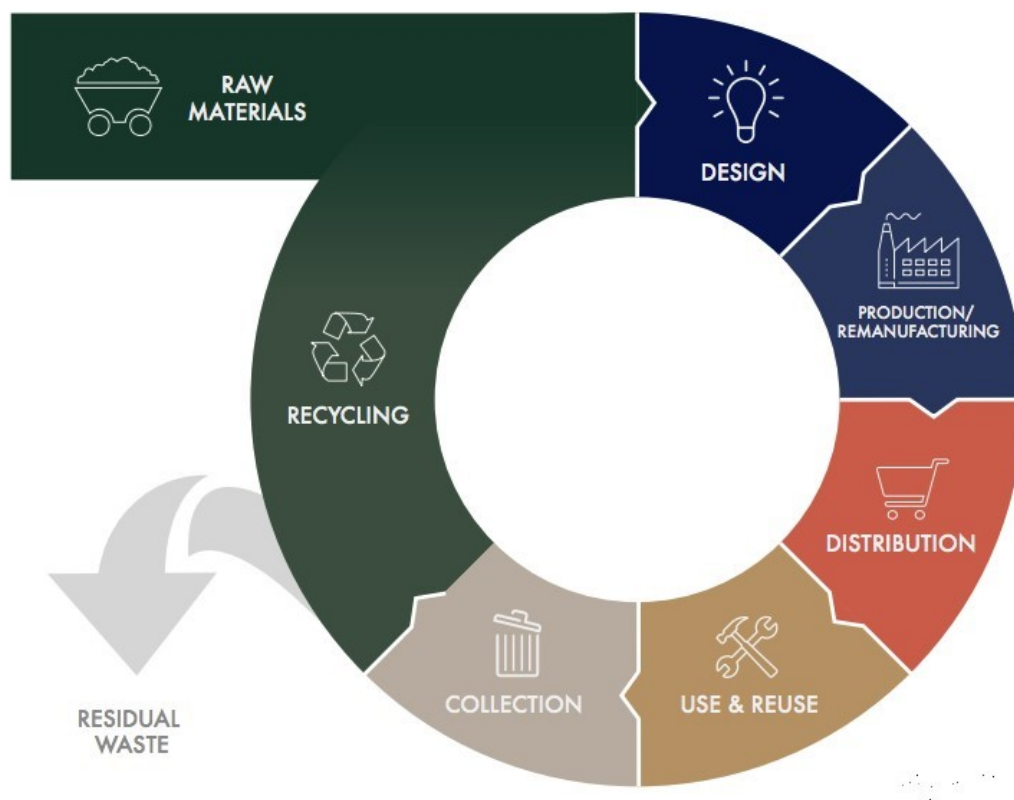 RAW
MATERIALS
DESIGN
PRODUCTION/
REMANUFACTURING
DISTRIBUTION
USE & REUSE
COLLECTION
RECYCLING
RESIDUAL
WASTE